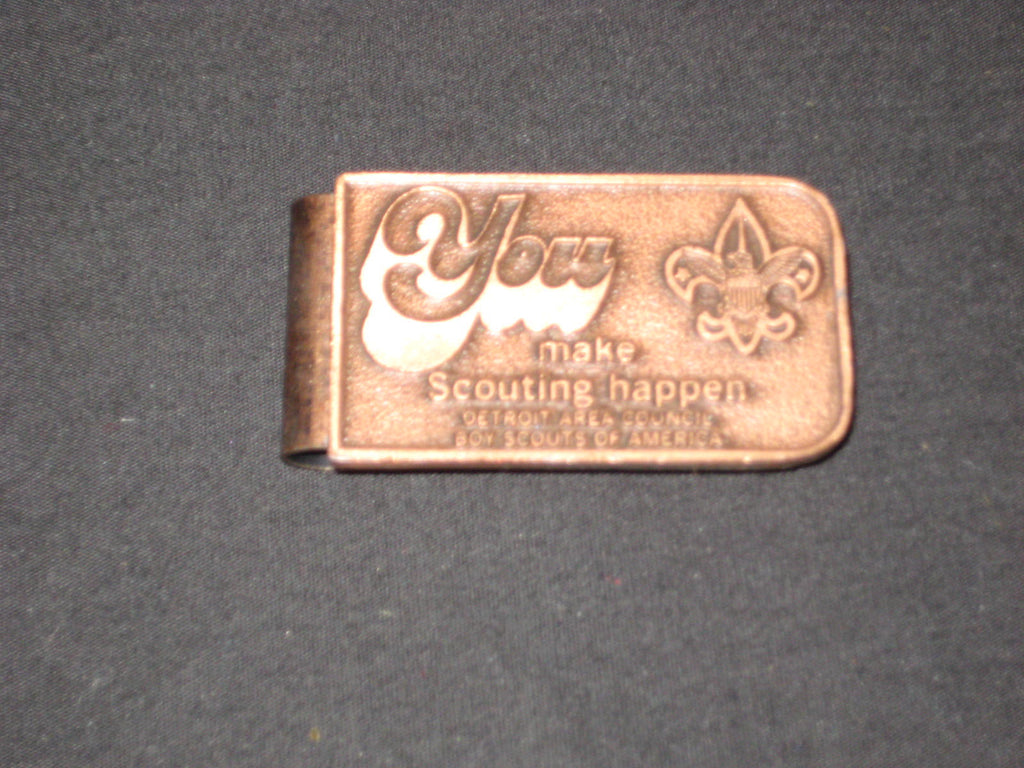 You
make
Scouting happen
DETROIT AREA COUNCIL
BOY SCOUTS OF AMERICA